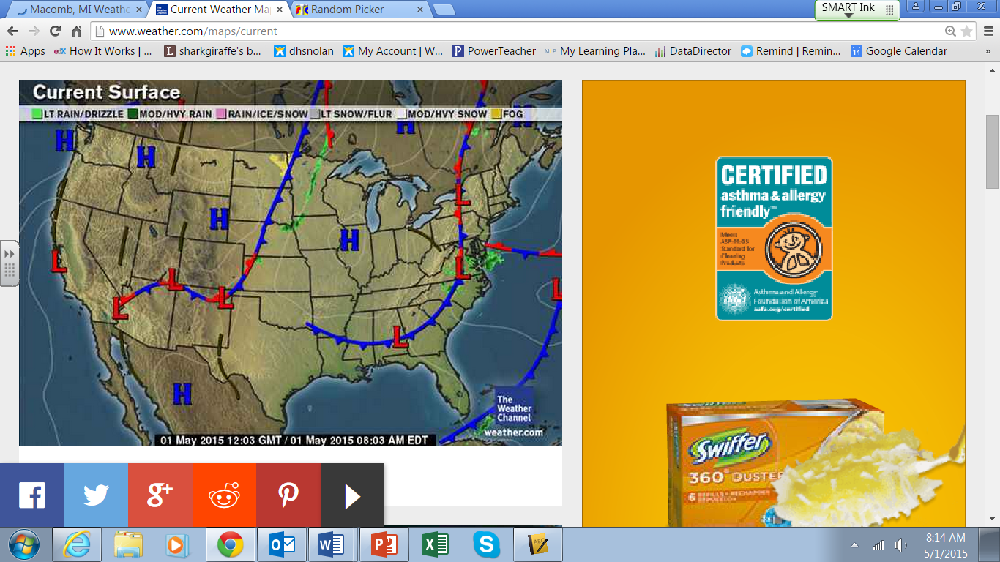 Macomb, MI Weathe
Current Weather Ma
Random Picker
SMART Ink
www.weather.com/maps/current
Apps
How It Works | ...
sharkgiraffe's b...
dhsnolan
My Account | W...
PowerTeacher
My Learning Pla...
DataDirector
Remind | Remin...
14
Google Calendar
»
Current Surface
LT RAIN/DRIZZLE MOD/HVY RAIN RAIN/ICE/SNOW LT SNOW/FLUR MOD/HVY SNOW FOG
H
H
H
H
H
H
H
L
L
L
L
L
L
L
L
The
Weather
Channel
weather.com
01 May 2015 12:03 GMT / 01 May 2015 08:03 AM EDT
CERTIFIED
asthma & allergy
friendly™
Meets
Standard for
Cleaning
Products
Asthma and Allergy
Foundation of America
aafa.org/certified
Swiffer
360° DUSTER
6 REFILLS • RECHARGES
8:14 AM
5/1/2015